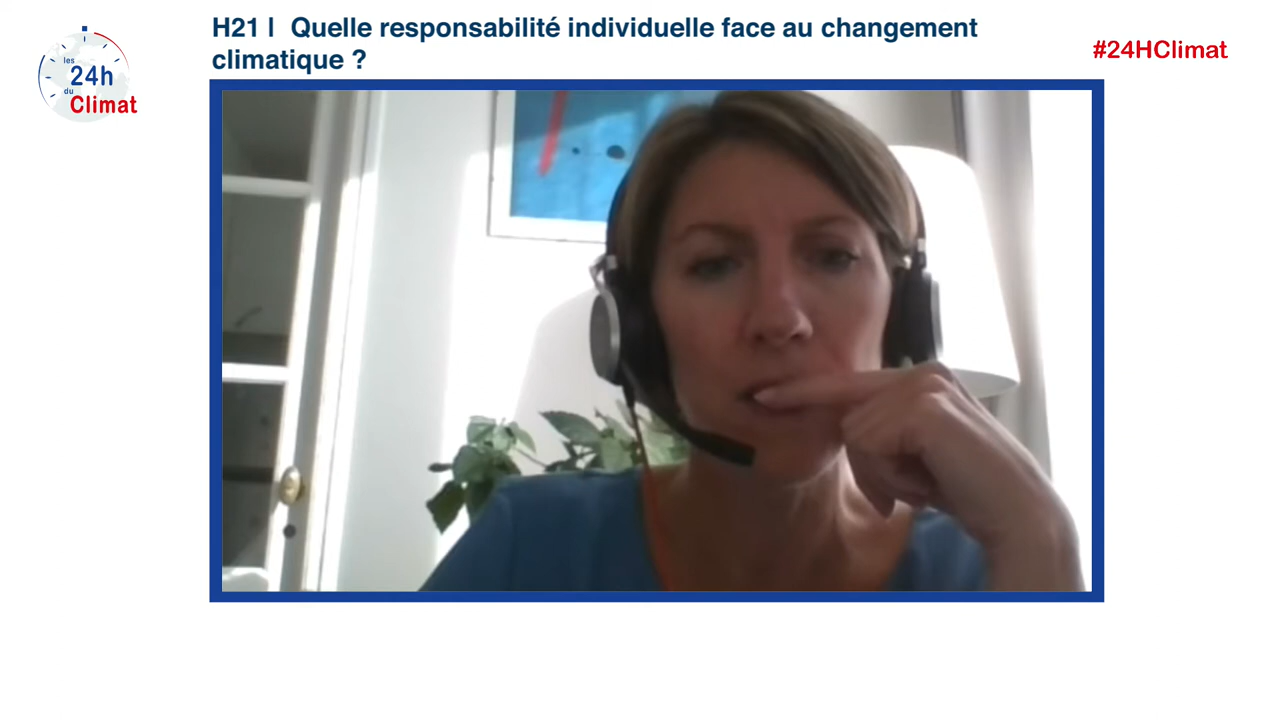 H21 l  Quelle responsabilité individuelle face au changement
climatique ?
#24HClimat
les
24h
du
Climat